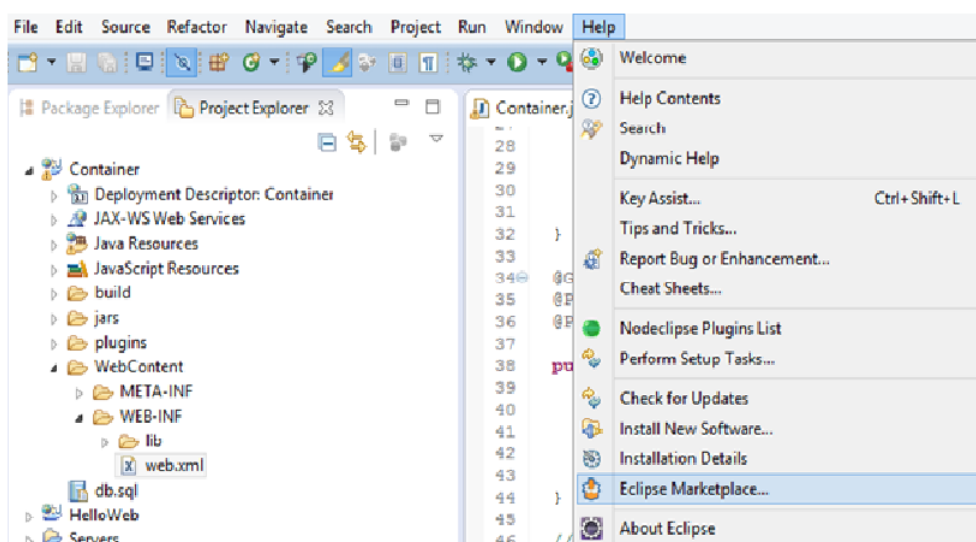 File Edit Source Refactor Navigate Search Project Run Window Help
Package Explorer Project Explorer
Container
Deployment Descriptor: Container
JAX-WS Web Services
Java Resources
JavaScript Resources
build
jars
plugins
WebContent
META-INF
WEB-INF
lib
web.xml
db.sql
HelloWeb
Servers
Container.j
28
29
30
31
32 }
33
34 @G
35 @P
36 @P
37
38 pu
39
40
41
42
43
44 }
45
46 //
Welcome
Help Contents
Search
Dynamic Help
Key Assist... Ctrl+Shift+L
Tips and Tricks...
Report Bug or Enhancement...
Cheat Sheets...
Nodeclipse Plugins List
Perform Setup Tasks...
Check for Updates
Install New Software...
Installation Details
Eclipse Marketplace...
About Eclipse